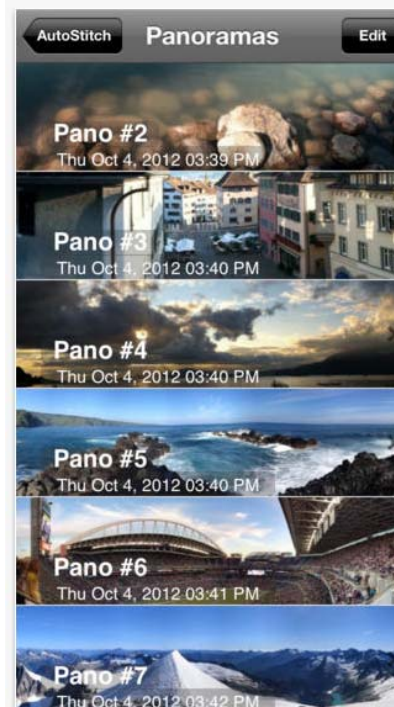 AutoStitch Panoramas Edit
Pano #2
Thu Oct 4, 2012 03:39 PM
Pano #3
Thu Oct 4, 2012 03:40 PM
Pano #4
Thu Oct 4, 2012 03:40 PM
Pano #5
Thu Oct 4, 2012 03:40 PM
Pano #6
Thu Oct 4, 2012 03:41 PM
Pano #7
Thu Oct 4, 2012 03:42 PM